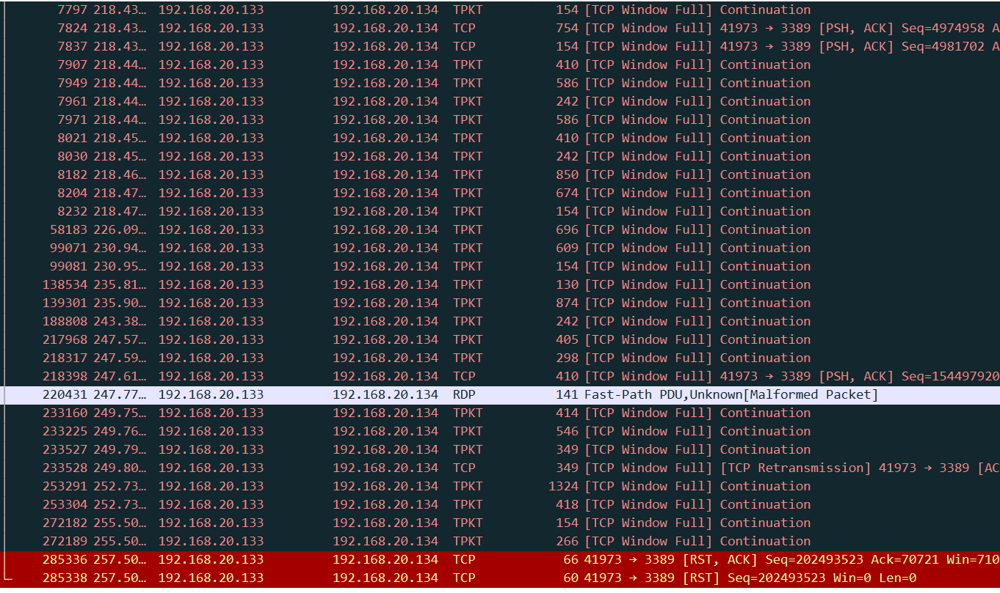 7797 218.43… 192.168.20.133 192.168.20.134 TPKT 154 [TCP Window Full] Continuation
7824 218.43… 192.168.20.133 192.168.20.134 TCP 754 [TCP Window Full] 41973 → 3389 [PSH, ACK] Seq=4974958 A
7837 218.43… 192.168.20.133 192.168.20.134 TCP 154 [TCP Window Full] 41973 → 3389 [PSH, ACK] Seq=4981702 A
7907 218.44… 192.168.20.133 192.168.20.134 TPKT 410 [TCP Window Full] Continuation
7949 218.44… 192.168.20.133 192.168.20.134 TPKT 586 [TCP Window Full] Continuation
7961 218.44… 192.168.20.133 192.168.20.134 TPKT 242 [TCP Window Full] Continuation
7971 218.44… 192.168.20.133 192.168.20.134 TPKT 586 [TCP Window Full] Continuation
8021 218.45… 192.168.20.133 192.168.20.134 TPKT 410 [TCP Window Full] Continuation
8030 218.45… 192.168.20.133 192.168.20.134 TPKT 242 [TCP Window Full] Continuation
8182 218.46… 192.168.20.133 192.168.20.134 TPKT 850 [TCP Window Full] Continuation
8204 218.47… 192.168.20.133 192.168.20.134 TPKT 674 [TCP Window Full] Continuation
8232 218.47… 192.168.20.133 192.168.20.134 TPKT 154 [TCP Window Full] Continuation
58183 226.09… 192.168.20.133 192.168.20.134 TPKT 696 [TCP Window Full] Continuation
99071 230.94… 192.168.20.133 192.168.20.134 TPKT 609 [TCP Window Full] Continuation
99081 230.95… 192.168.20.133 192.168.20.134 TPKT 154 [TCP Window Full] Continuation
138534 235.81… 192.168.20.133 192.168.20.134 TPKT 130 [TCP Window Full] Continuation
139301 235.90… 192.168.20.133 192.168.20.134 TPKT 874 [TCP Window Full] Continuation
188808 243.38… 192.168.20.133 192.168.20.134 TPKT 242 [TCP Window Full] Continuation
217968 247.57… 192.168.20.133 192.168.20.134 TPKT 405 [TCP Window Full] Continuation
218317 247.59… 192.168.20.133 192.168.20.134 TPKT 298 [TCP Window Full] Continuation
218398 247.61… 192.168.20.133 192.168.20.134 TCP 410 [TCP Window Full] 41973 → 3389 [PSH, ACK] Seq=154497920
220431 247.77… 192.168.20.133 192.168.20.134 RDP 141 Fast-Path PDU,Unknown[Malformed Packet]
233160 249.75… 192.168.20.133 192.168.20.134 TPKT 414 [TCP Window Full] Continuation
233225 249.76… 192.168.20.133 192.168.20.134 TPKT 546 [TCP Window Full] Continuation
233527 249.79… 192.168.20.133 192.168.20.134 TPKT 349 [TCP Window Full] Continuation
233528 249.80… 192.168.20.133 192.168.20.134 TCP 349 [TCP Window Full] [TCP Retransmission] 41973 → 3389 [AC
253291 252.73… 192.168.20.133 192.168.20.134 TPKT 1324 [TCP Window Full] Continuation
253304 252.73… 192.168.20.133 192.168.20.134 TPKT 418 [TCP Window Full] Continuation
272182 255.50… 192.168.20.133 192.168.20.134 TPKT 154 [TCP Window Full] Continuation
272189 255.50… 192.168.20.133 192.168.20.134 TPKT 266 [TCP Window Full] Continuation
285336 257.50… 192.168.20.133 192.168.20.134 TCP 66 41973 → 3389 [RST, ACK] Seq=202493523 Ack=70721 Win=710
285338 257.50… 192.168.20.133 192.168.20.134 TCP 60 41973 → 3389 [RST] Seq=202493523 Win=0 Len=0